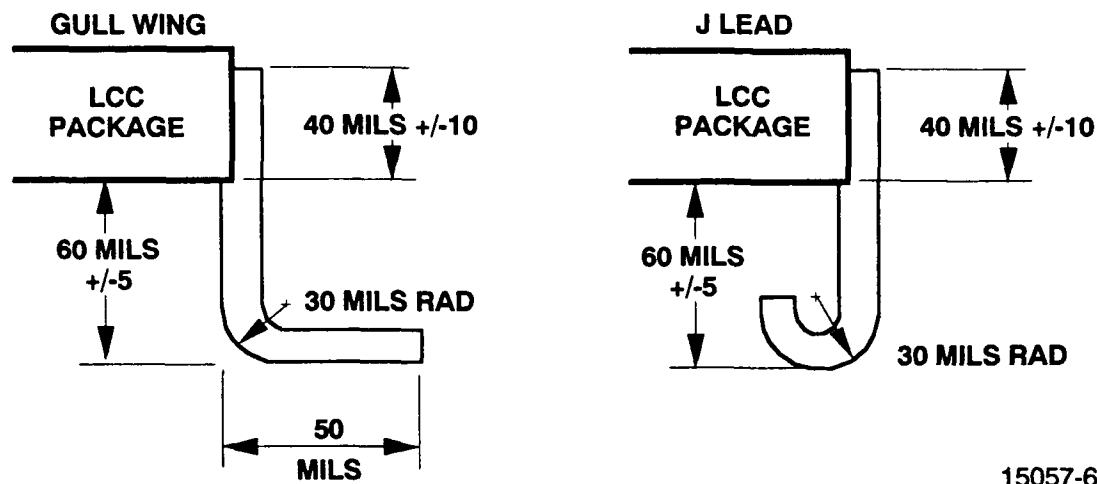 GULL WING
LCC
PACKAGE
40 MILS +/-10
60 MILS
+/-5
30 MILS RAD
50
MILS
J LEAD
LCC
PACKAGE
40 MILS +/-10
60 MILS
+/-5
30 MILS RAD
15057-6